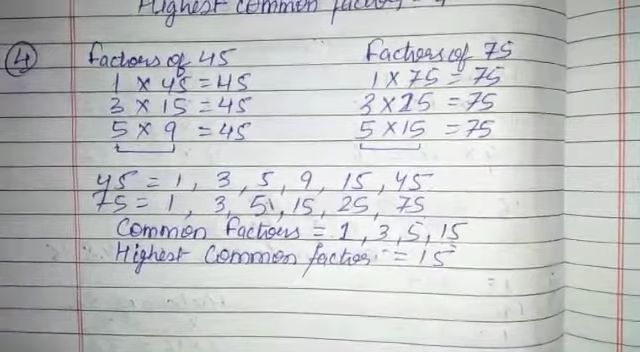 Highest common factor =
④ Factors of 45 Factors of 75
1 × 45 = 45 1 × 75 = 75
3 × 15 = 45 3 × 25 = 75
5 × 9 = 45 5 × 15 = 75
45 = 1, 3, 5, 9, 15, 45
75 = 1, 3, 5, 15, 25, 75
Common Factors = 1, 3, 5, 15
Highest Common factor = 15